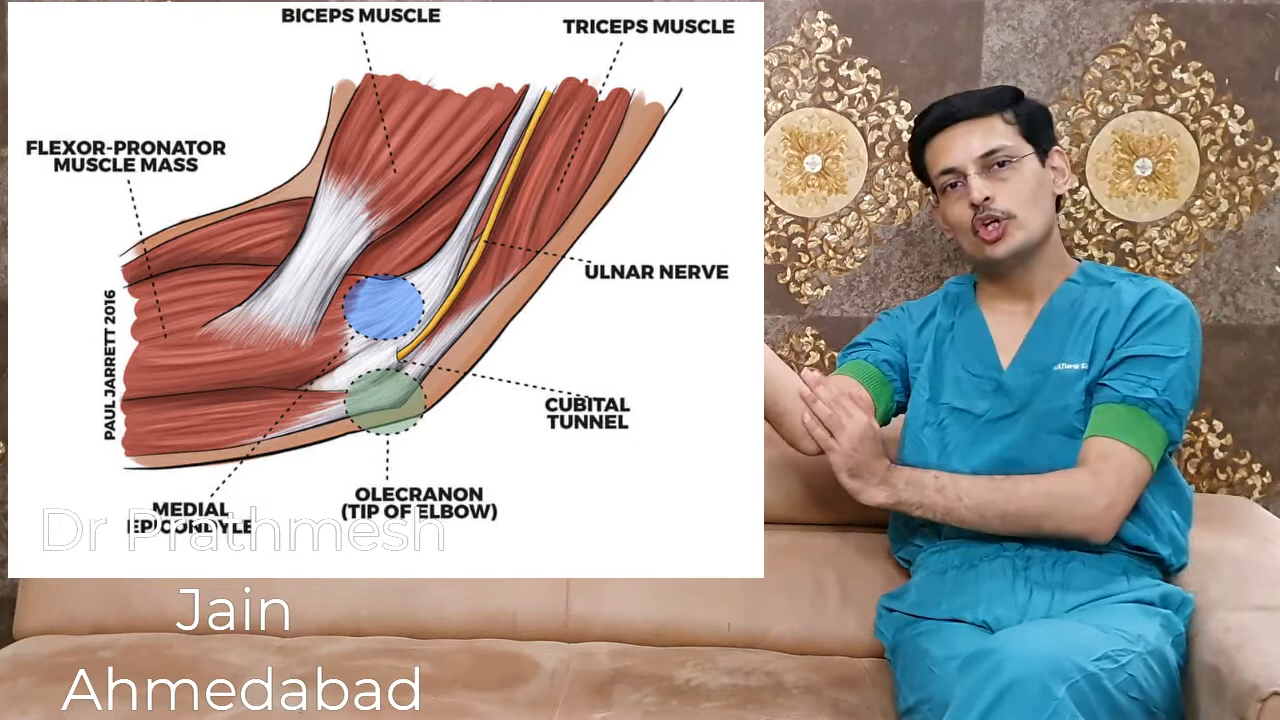 BICEPS MUSCLE
TRICEPS MUSCLE
FLEXOR-PRONATOR
MUSCLE MASS
ULNAR NERVE
PAUL JARRETT 2016
CUBITAL
TUNNEL
OLECRANON
(TIP OF ELBOW)
MEDIAL
EPICONDYLE
Dr Prathmesh
Jain
Ahmedabad